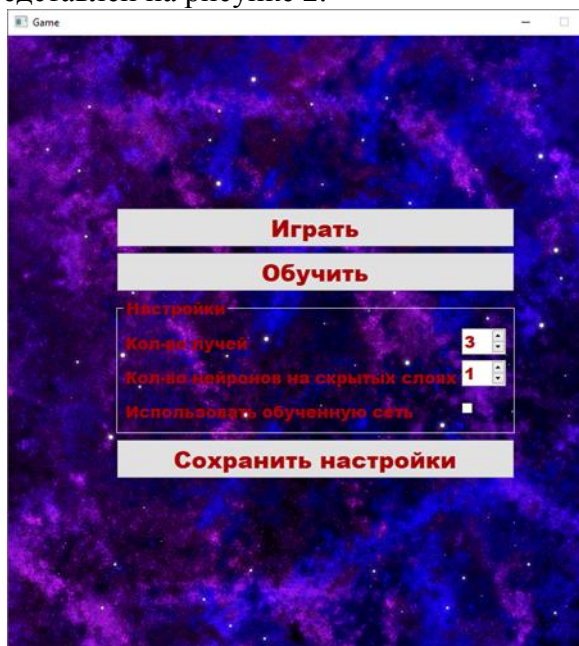 на рисунке 2.
Game
Играть
Обучить
Настройки
Кол-во лучей 3
Кол-во нейронов на скрытых слоях 1
Использовать обученную сеть
Сохранить настройки